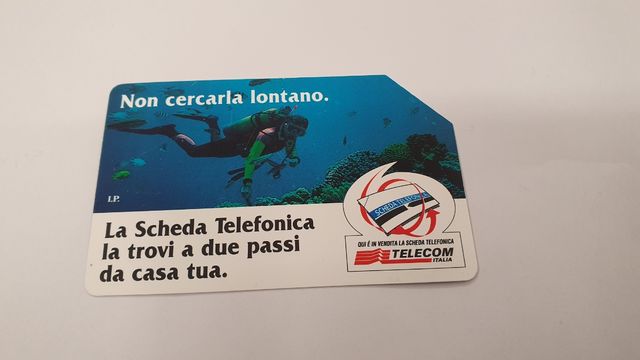 Non cercarla lontano.
I.P.
La Scheda Telefonica
la trovi a due passi
da casa tua.
SCHEDA TELEFONICA
QUI È IN VENDITA LA SCHEDA TELEFONICA
TELECOM
ITALIA